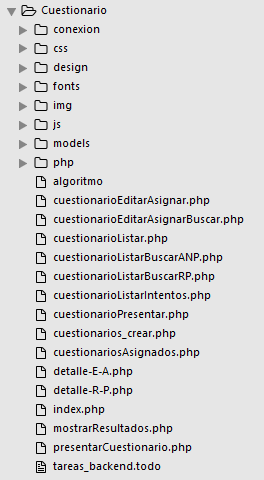 Cuestionario
conexion
css
design
fonts
img
js
models
php
algoritmo
cuestionarioEditarAsignar.php
cuestionarioEditarAsignarBuscar.php
cuestionarioListar.php
cuestionarioListarBuscarANP.php
cuestionarioListarBuscarRP.php
cuestionarioListarIntentos.php
cuestionarioPresentar.php
cuestionarios_crear.php
cuestionariosAsignados.php
detalle-E-A.php
detalle-R-P.php
index.php
mostrarResultados.php
presentarCuestionario.php
tareas_backend.todo